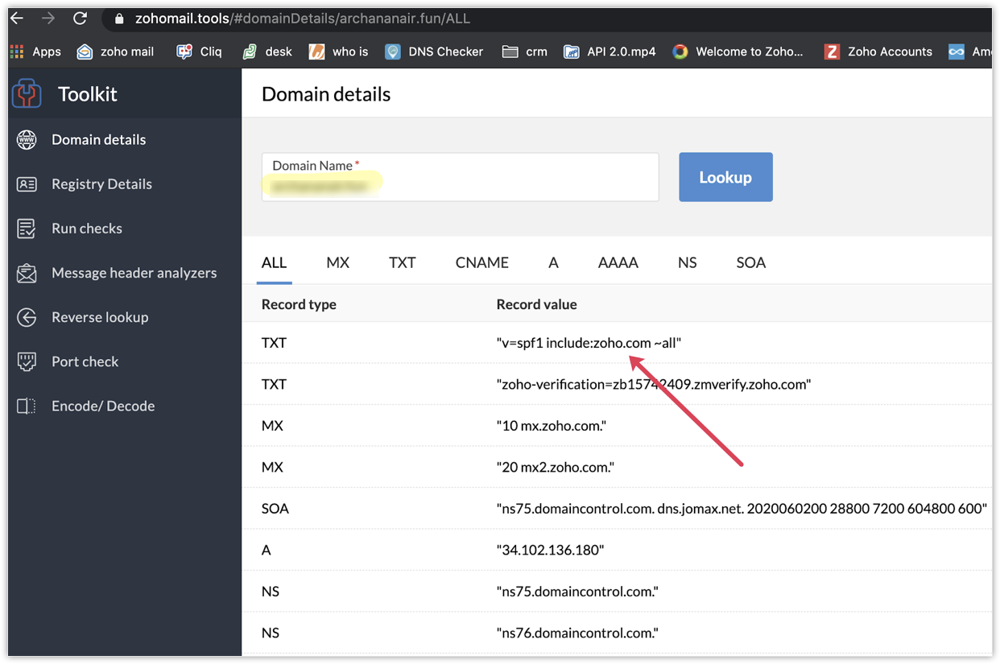 zohomail.tools/#domainDetails/archananair.fun/ALL
Apps zoho mail Cliq desk who is DNS Checker crm API 2.0.mp4 Welcome to Zoho... Zoho Accounts
Toolkit
Domain details
Registry Details
Run checks
Message header analyzers
Reverse lookup
Port check
Encode/ Decode
Domain details
Domain Name*
Lookup
ALL MX TXT CNAME A AAAA NS SOA
Record type Record value
TXT "v=spf1 include:zoho.com ~all"
TXT "zoho-verification=zb15742409.zmverify.zoho.com"
MX "10 mx.zoho.com."
MX "20 mx2.zoho.com."
SOA "ns75.domaincontrol.com. dns.jomax.net. 2020060200 28800 7200 604800 600"
A "34.102.136.180"
NS "ns75.domaincontrol.com."
NS "ns76.domaincontrol.com."